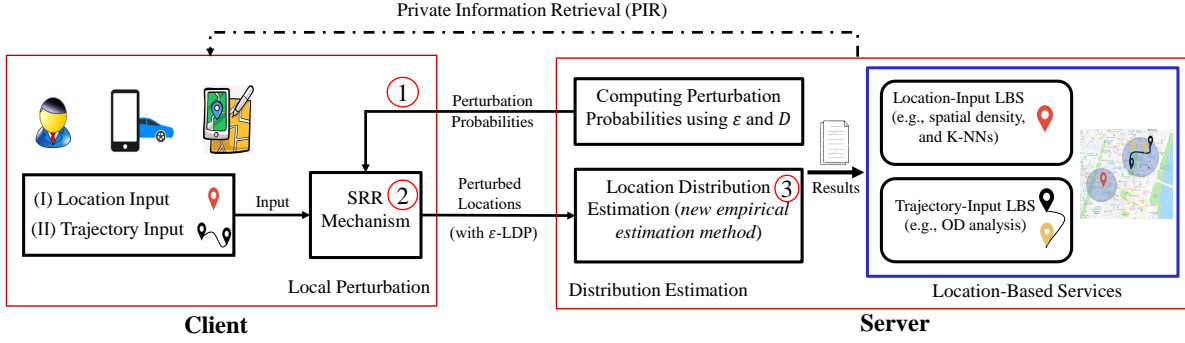 Private Information Retrieval (PIR)
1
Perturbation
Probabilities
Computing Perturbation
Probabilities using ε and D
Location-Input LBS
(e.g., spatial density,
and K-NNs)
(I) Location Input
(II) Trajectory Input
Input
SRR
Mechanism
2
Perturbed
Locations
(with ε-LDP)
Location Distribution
Estimation (new empirical
estimation method)
3
Results
Trajectory-Input LBS
(e.g., OD analysis)
Local Perturbation
Distribution Estimation
Location-Based Services
Client
Server